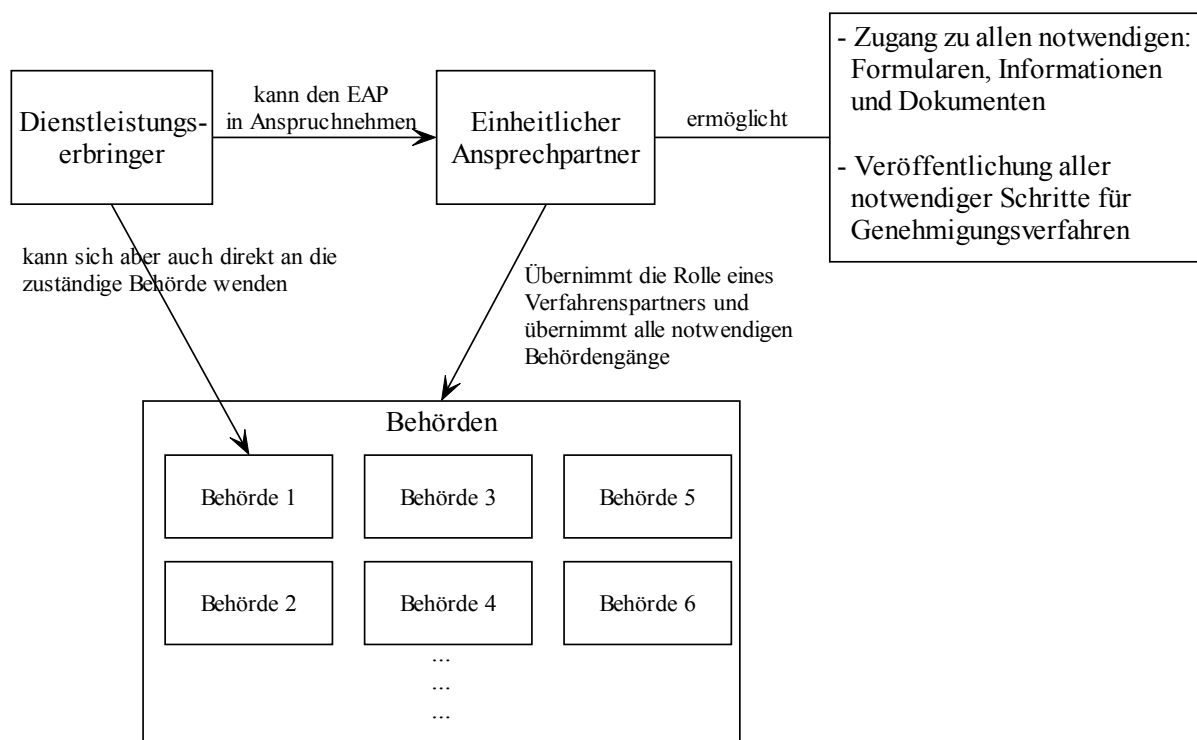 Dienstleistungs-
erbringer
kann den EAP
in Anspruchnehmen
Einheitlicher
Ansprechpartner
ermöglicht
- Zugang zu allen notwendigen:
Formularen, Informationen
und Dokumenten
- Veröffentlichung aller
notwendiger Schritte für
Genehmigungsverfahren
kann sich aber auch direkt an die
zuständige Behörde wenden
Übernimmt die Rolle eines
Verfahrenspartners und
übernimmt alle notwendigen
Behördengänge
Behörden
Behörde 1
Behörde 3
Behörde 5
Behörde 2
Behörde 4
Behörde 6
...
...
...